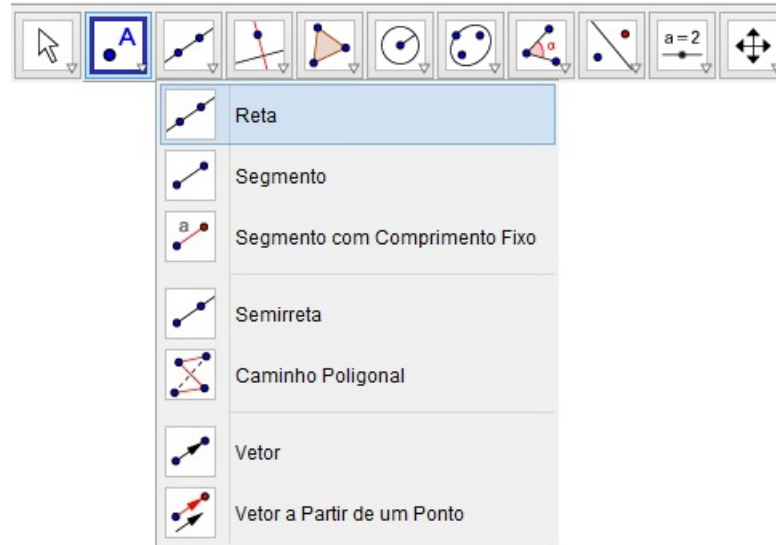 A
α
a=2
Reta
Segmento
a
Segmento com Comprimento Fixo
Semirreta
Caminho Poligonal
Vetor
Vetor a Partir de um Ponto